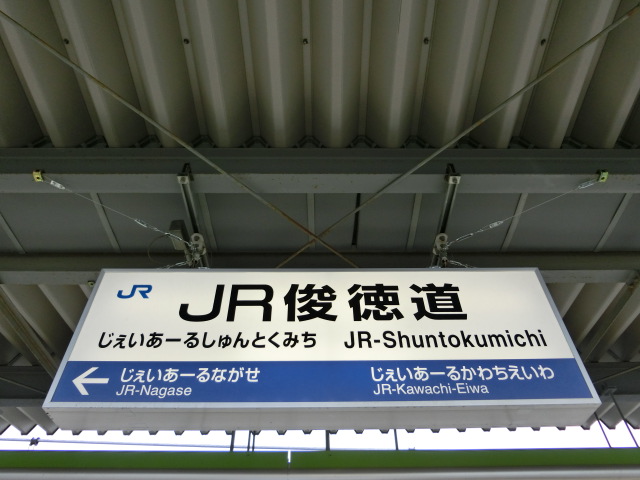 JR JR俊徳道
じぇいあーるしゅんとくみち JR-Shuntokumichi
じぇいあーるながせ じぇいあーるかわちえいわ
JR-Nagase JR-Kawachi-Eiwa